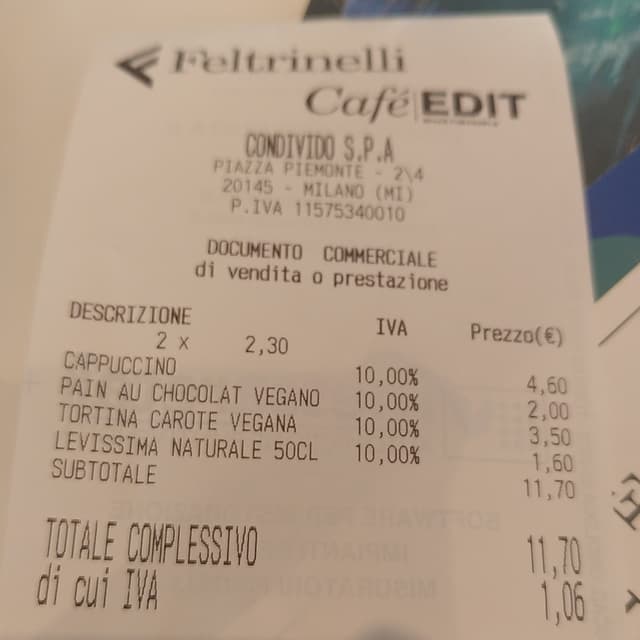 Feltrinelli
Café EDIT
CONDIVIDO S.P.A
PIAZZA PIEMONTE - 2\4
20145 - MILANO (MI)
P.IVA 11575340010
DOCUMENTO COMMERCIALE
di vendita o prestazione
DESCRIZIONE IVA Prezzo(€)
2 x 2,30
CAPPUCCINO 10,00% 4,60
PAIN AU CHOCOLAT VEGANO 10,00% 2,00
TORTINA CAROTE VEGANA 10,00% 3,50
LEVISSIMA NATURALE 50CL 10,00% 1,60
SUBTOTALE 11,70
TOTALE COMPLESSIVO 11,70
di cui IVA 1,06